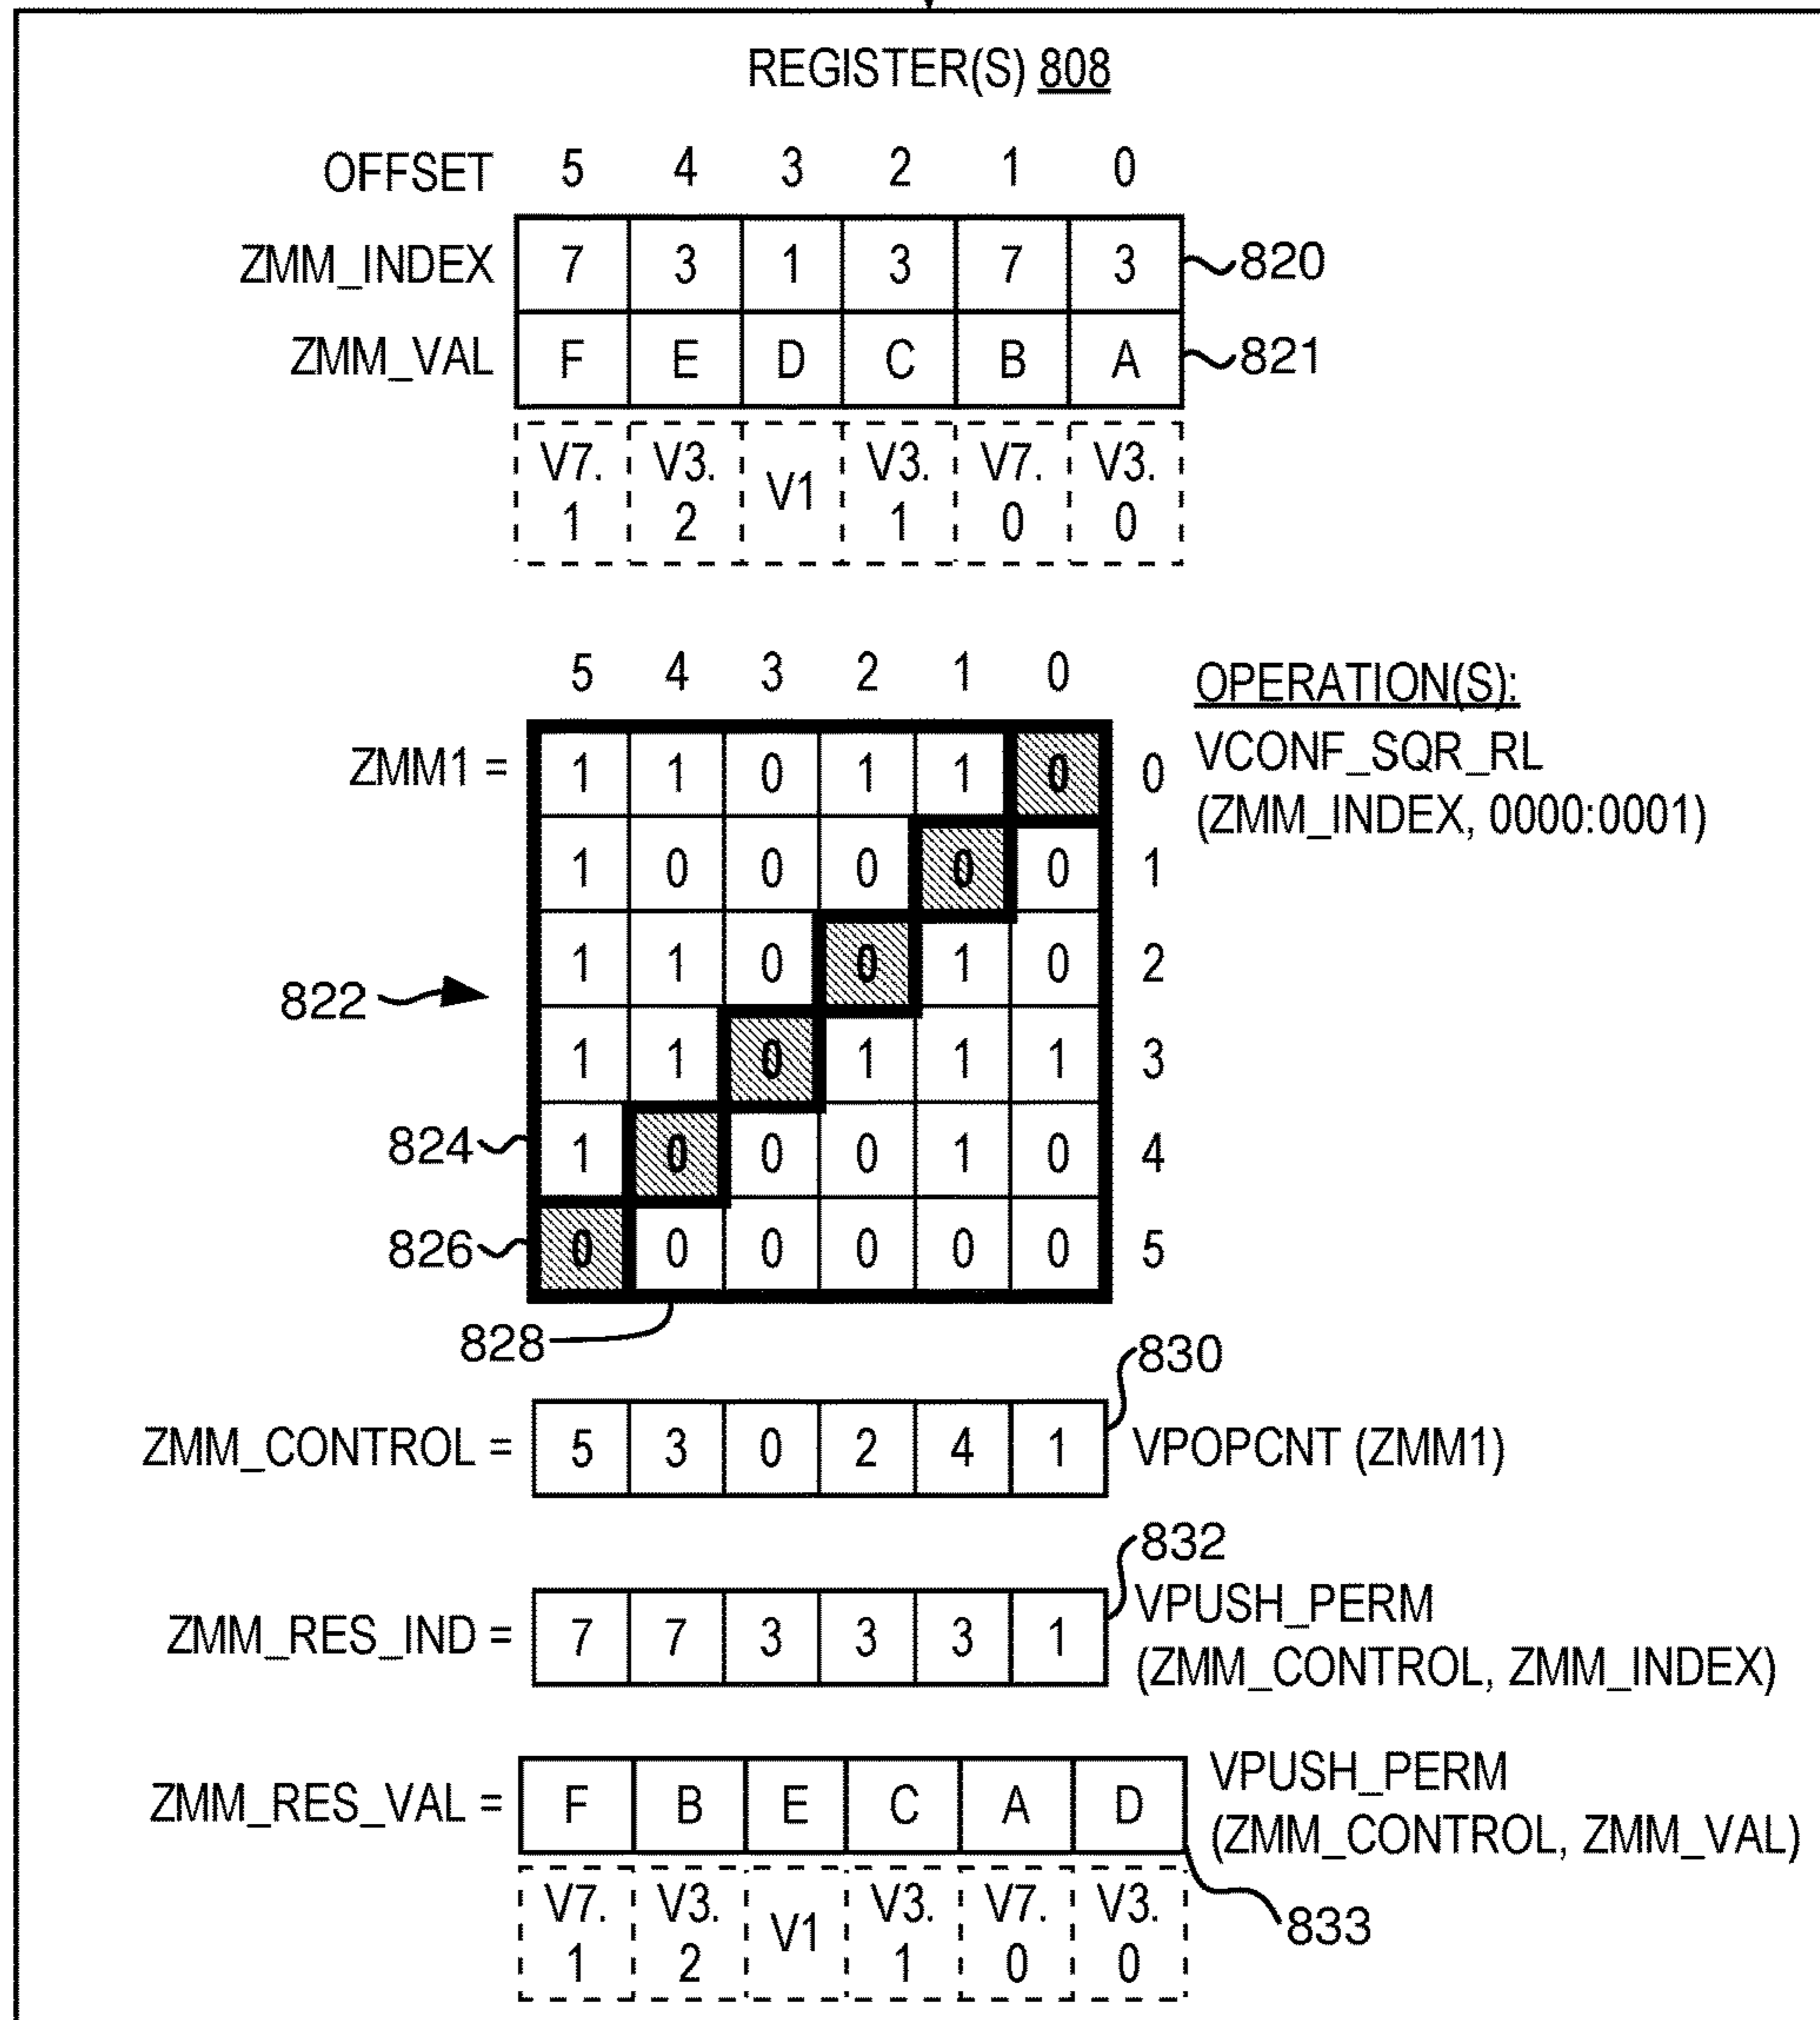 REGISTER(S) 808
OFFSET 5 4 3 2 1 0
ZMM_INDEX 7 3 1 3 7 3 820
ZMM_VAL F E D C B A 821
V7. V3. V1 V3. V7. V3.
1 2 1 0 0
5 4 3 2 1 0 OPERATION(S):
ZMM1 = 1 1 0 1 1 0 0 VCONF_SQR_RL
(ZMM_INDEX, 0000:0001)
1 0 0 0 0 0 1
822 1 1 0 0 1 0 2
1 1 0 1 1 1 3
824 1 0 0 0 1 0 4
826 0 0 0 0 0 0 5
828
830
ZMM_CONTROL = 5 3 0 2 4 1 VPOPCNT (ZMM1)
832
ZMM_RES_IND = 7 7 3 3 3 1 VPUSH_PERM
(ZMM_CONTROL, ZMM_INDEX)
ZMM_RES_VAL = F B E C A D VPUSH_PERM
(ZMM_CONTROL, ZMM_VAL)
V7. V3. V1 V3. V7. V3.
1 2 1 0 0
833